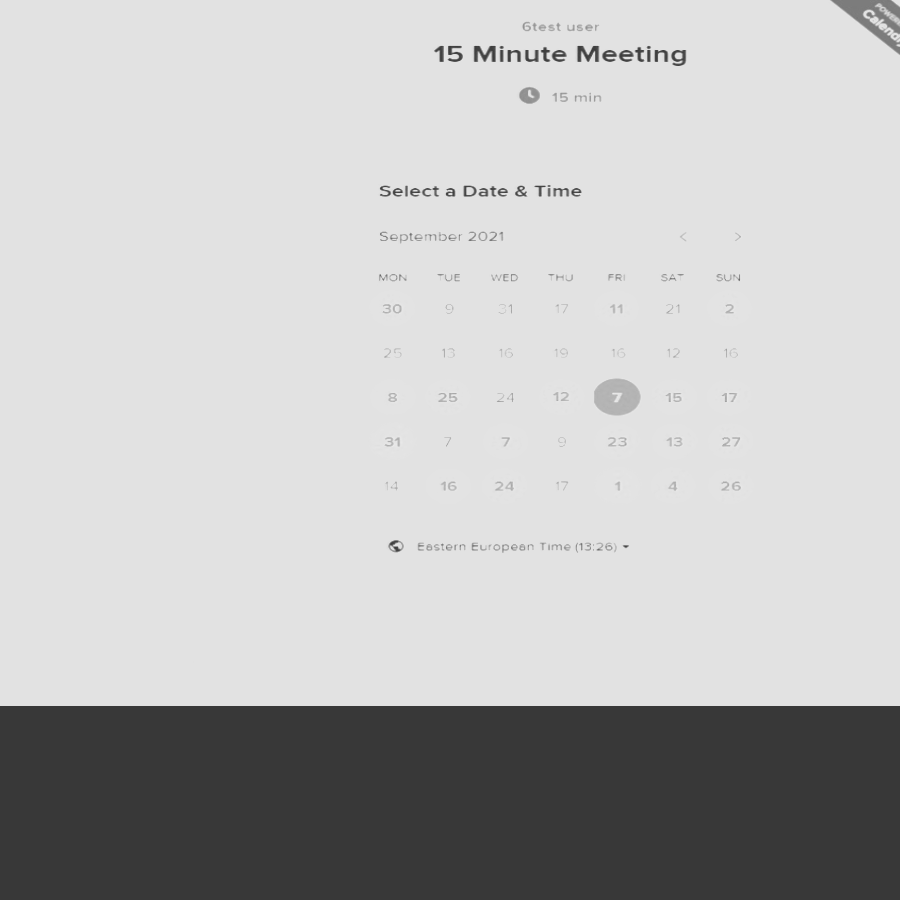 POWERED
Calendly
6test user
15 Minute Meeting
15 min
Select a Date & Time
September 2021
MON TUE WED THU FRI SAT SUN
30 9 31 17 11 21 2
25 13 16 19 16 12 16
8 25 24 12 7 15 17
31 7 7 9 23 13 27
14 16 24 17 1 4 26
Eastern European Time (13:26)